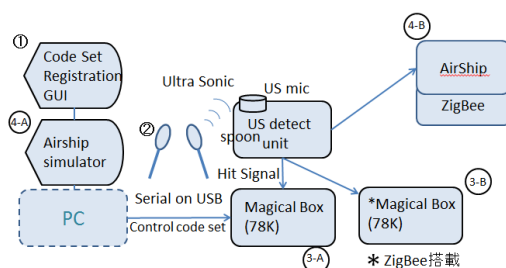 ①
Code Set
Registration
GUI
4-A
Airship
simulator
PC
②
Ultra Sonic
US mic
spoon
US detect
unit
Hit Signal
Serial on USB
Control code set
Magical Box
(78K)
3-A
4-B
AirShip
ZigBee
3-B
*Magical Box
(78K)
* ZigBee搭載